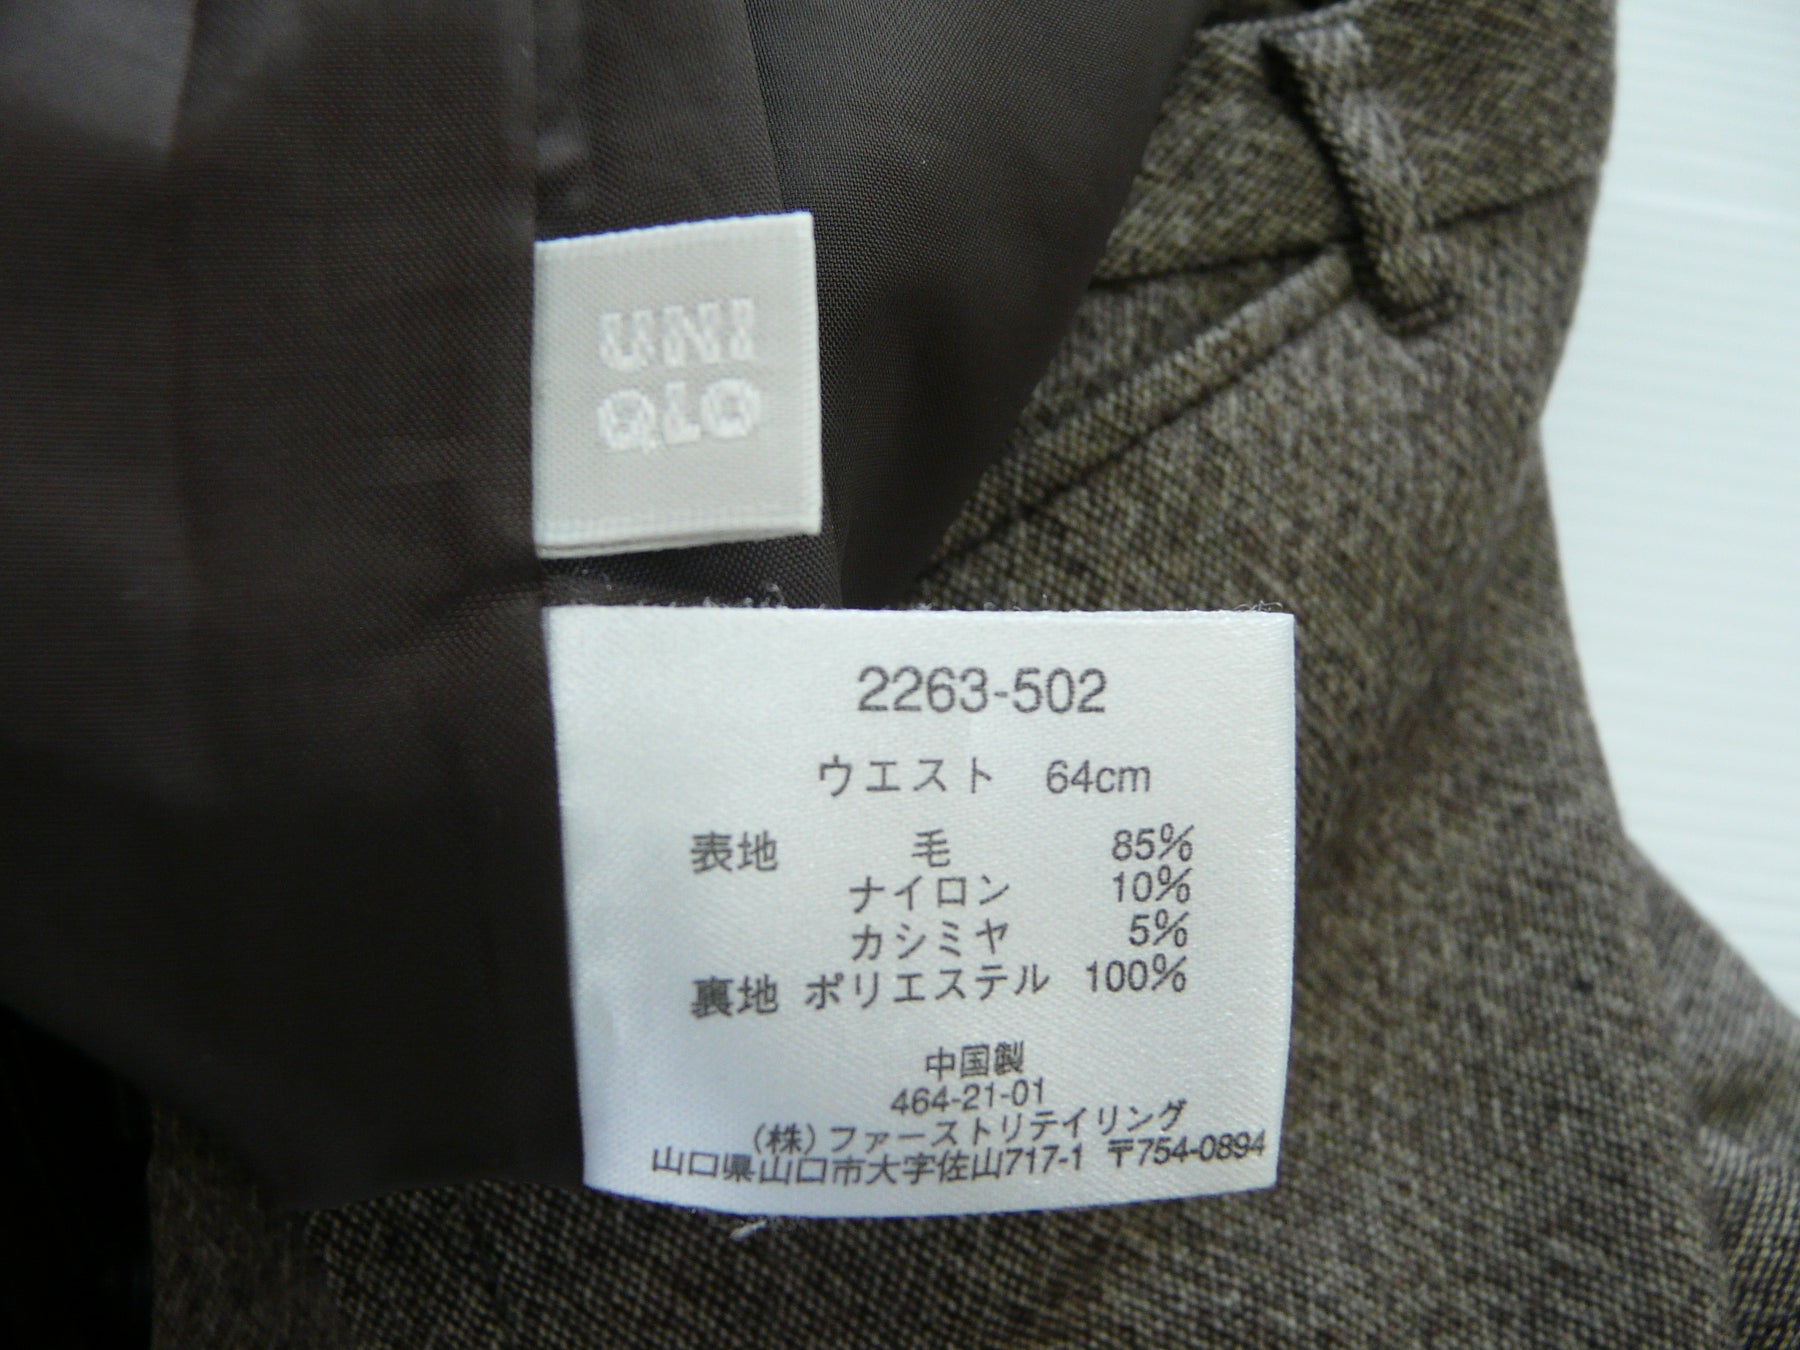 UNI
QLO
2263-502
ウエスト 64cm
表地 毛 85%
ナイロン 10%
カシミヤ 5%
裏地 ポリエステル 100%
中国製
464-21-01
(株)ファーストリテイリング
山口県山口市大字佐山717-1 〒754-0894